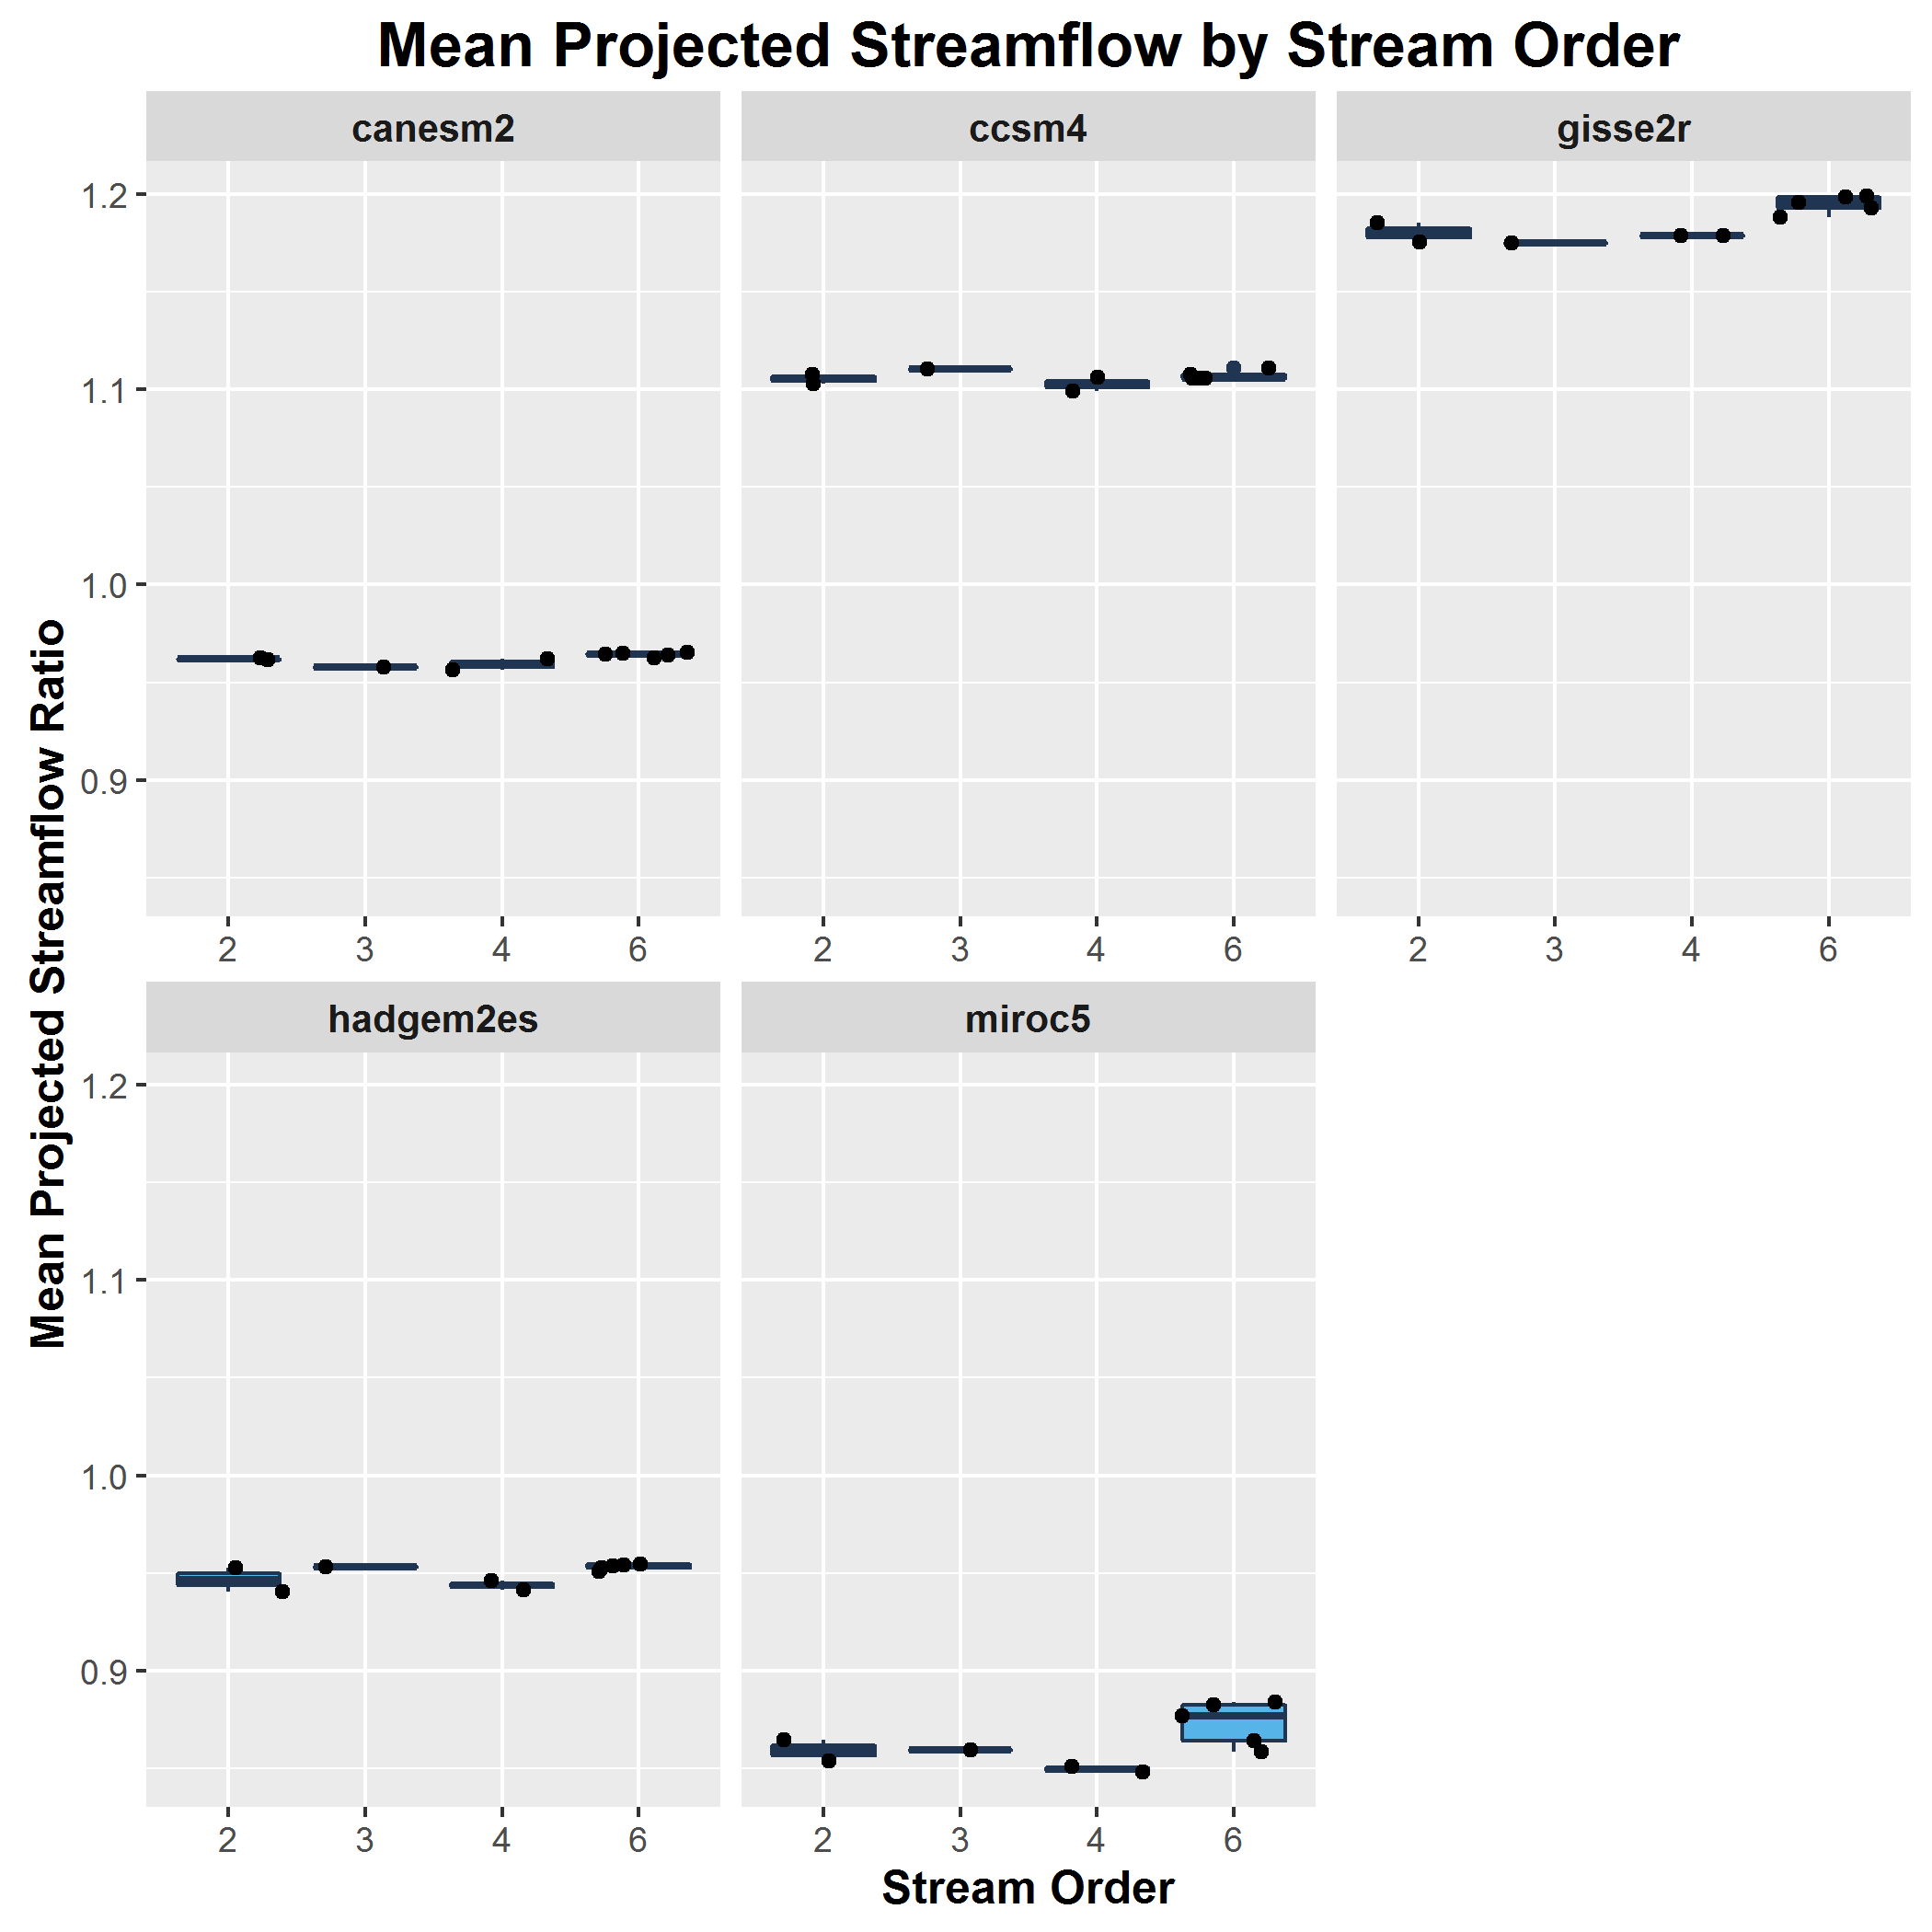 Mean Projected Streamflow by Stream Order
canesm2
ccsm4
gisse2r
1.2
1.1
1.0
0.9
2 3 4 6
2 3 4 6
2 3 4 6
Mean Projected Streamflow Ratio
hadgem2es
miroc5
1.2
1.1
1.0
0.9
2 3 4 6
2 3 4 6
Stream Order